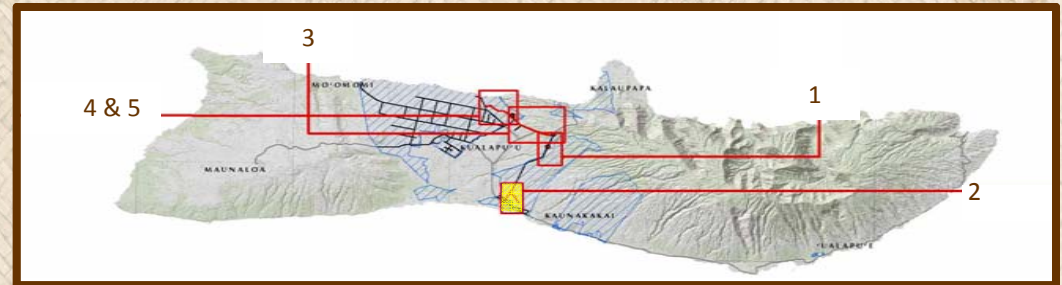 3
MO'OMOMI
KALAUPAPA
4 & 5
1
KUALAPU'U
MAUNALOA
2
KAUNAKAKAI
'UALAPU'E